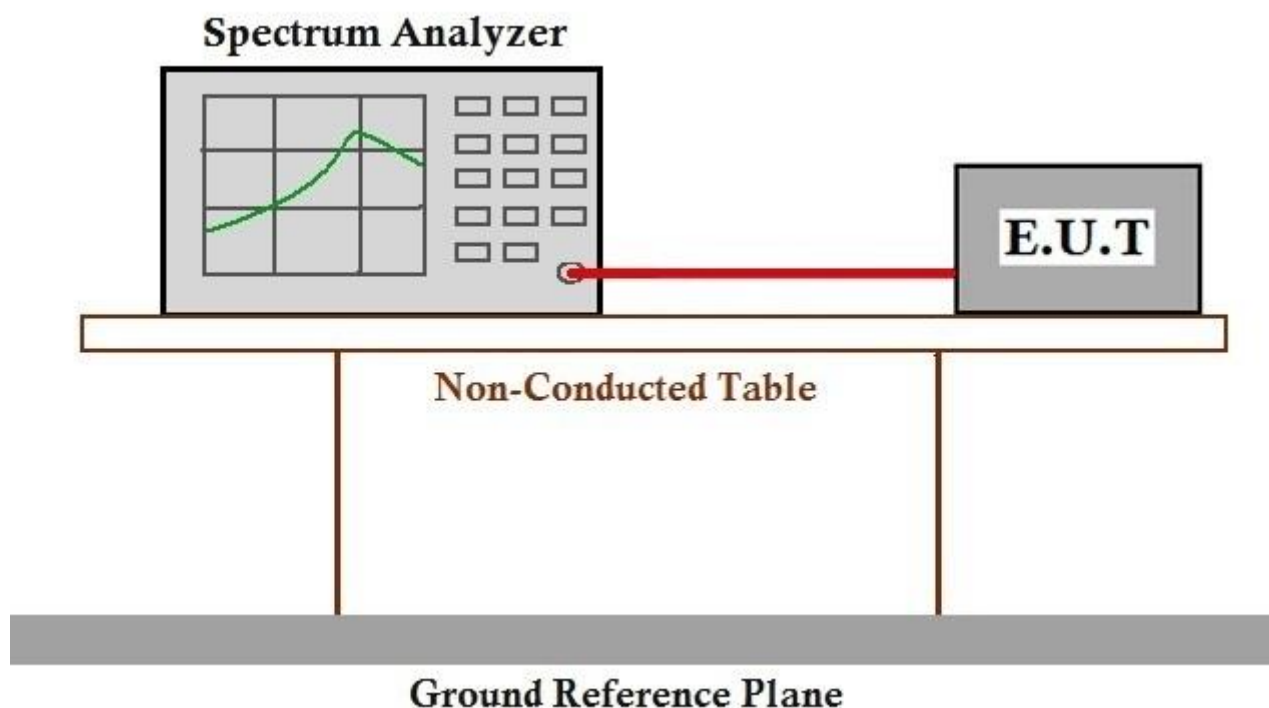 Spectrum Analyzer
E.U.T
Non-Conducted Table
Ground Reference Plane